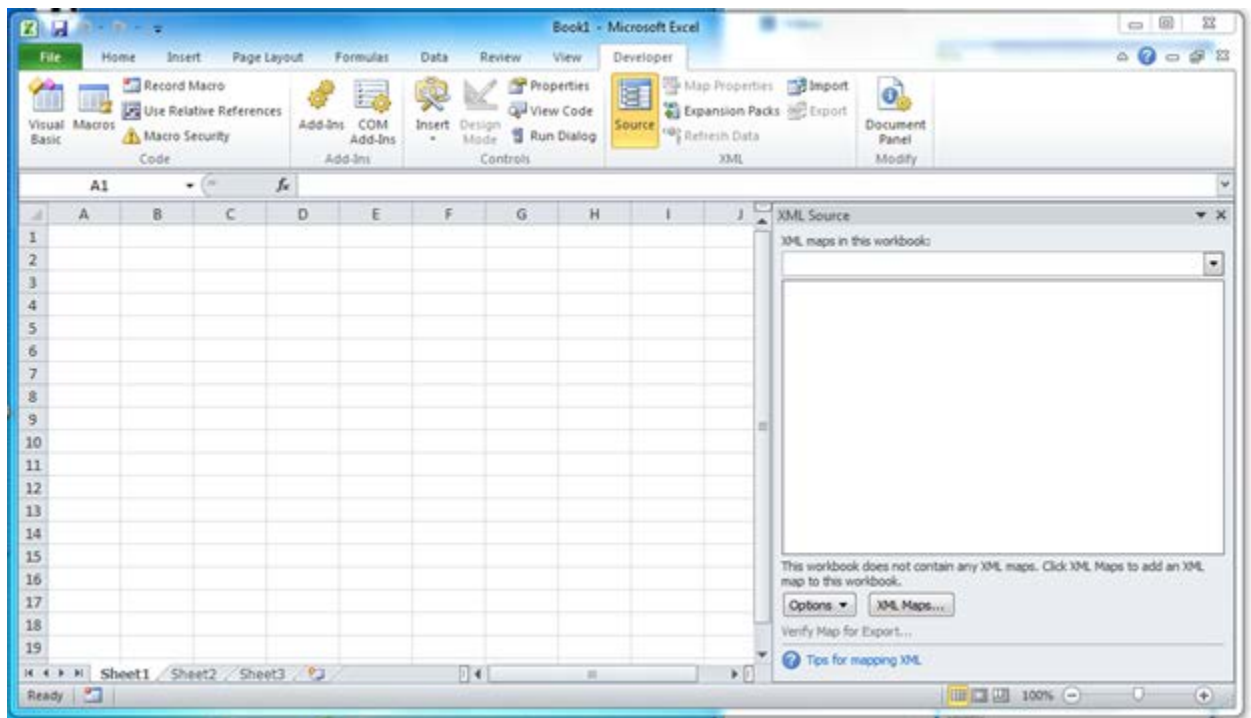 Book1 - Microsoft Excel
File Home Insert Page Layout Formulas Data Review View Developer
Visual Basic
Macros
Record Macro
Use Relative References
Macro Security
Code
Add-Ins
COM Add-Ins
Add-Ins
Insert
Design Mode
Properties
View Code
Run Dialog
Controls
Source
Map Properties
Expansion Packs
Refresh Data
Import
Export
XML
Document Panel
Modify
A1 fx
A B C D E F G H I J
1
2
3
4
5
6
7
8
9
10
11
12
13
14
15
16
17
18
19
XML Source
XML maps in this workbook:
This workbook does not contain any XML maps. Click XML Maps to add an XML
map to this workbook.
Options XML Maps...
Verify Map for Export...
Tips for mapping XML
Sheet1 Sheet2 Sheet3
Ready 100%